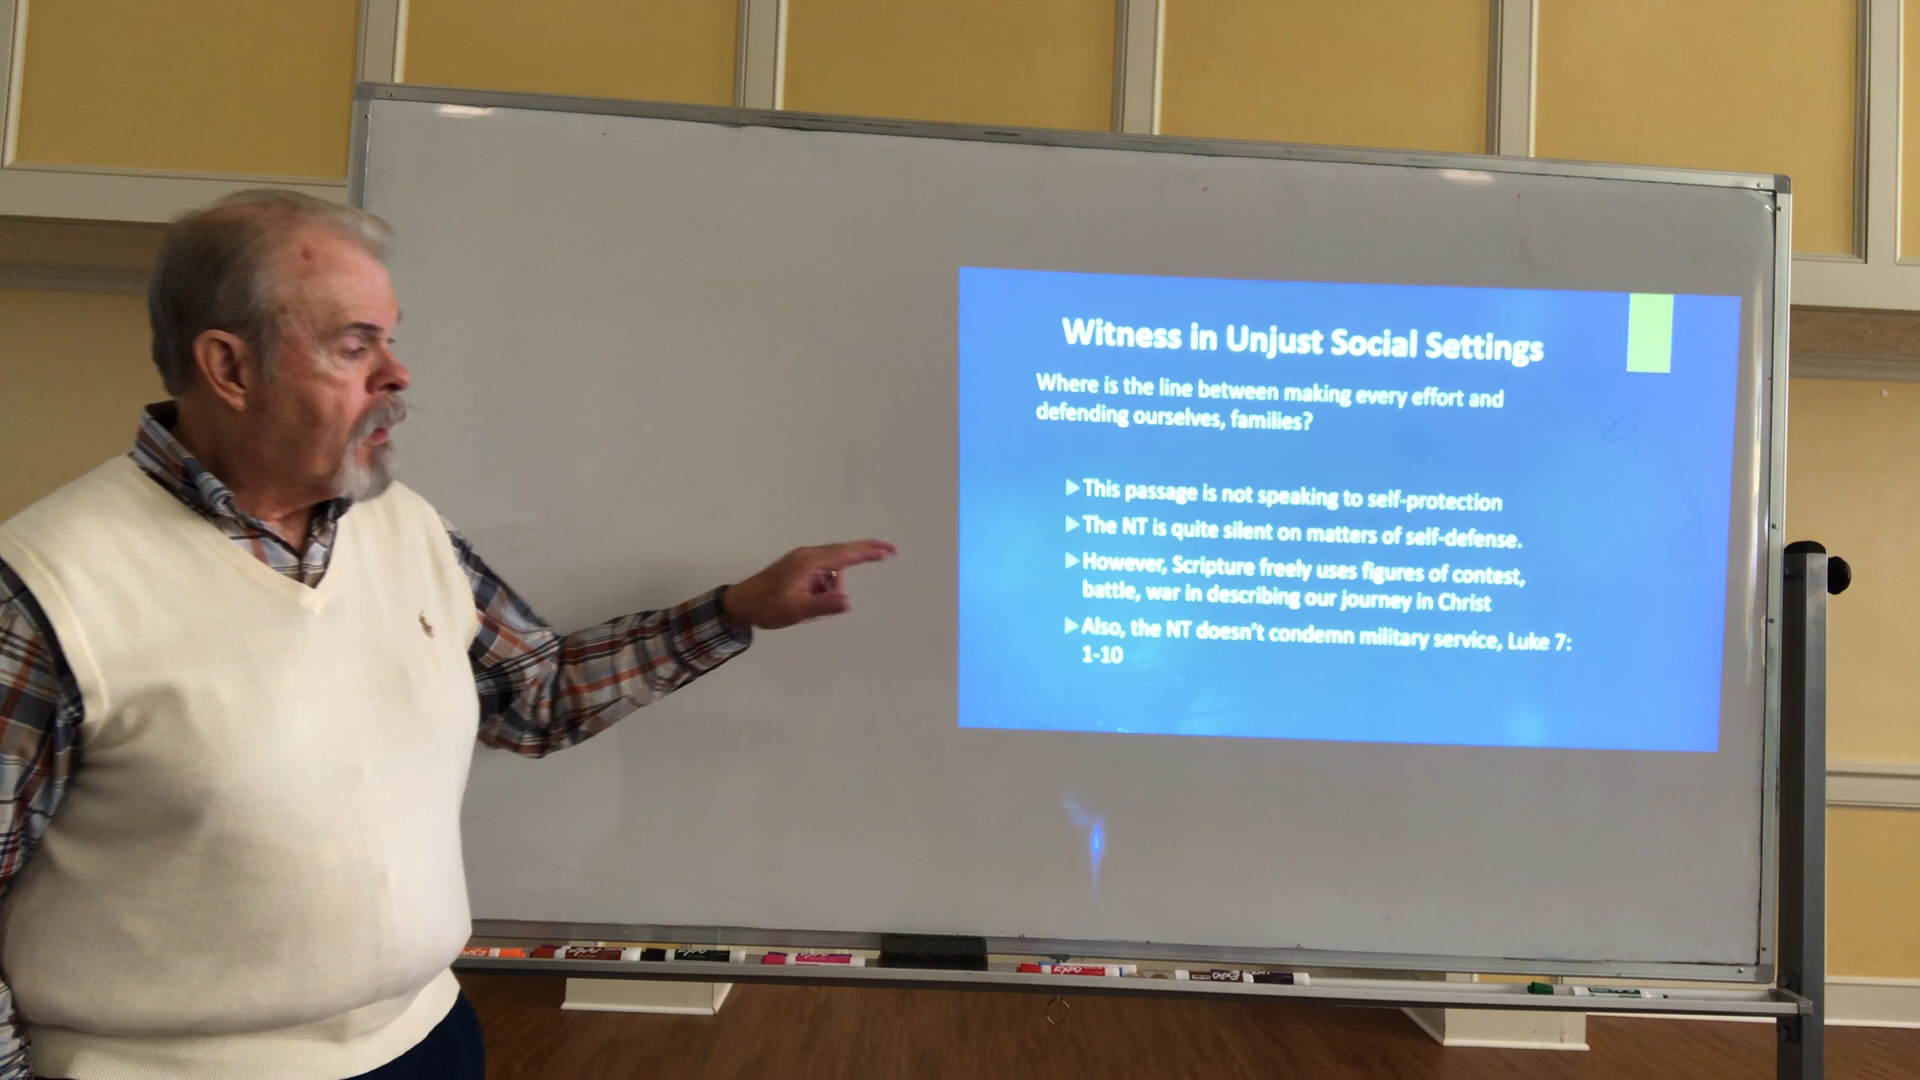 Witness in Unjust Social Settings
Where is the line between making every effort and
defending ourselves, families?
This passage is not speaking to self-protection
The NT is quite silent on matters of self-defense.
However, Scripture freely uses figures of contest,
battle, war in describing our journey in Christ
Also, the NT doesn't condemn military service, Luke 7:
1-10
EXPO